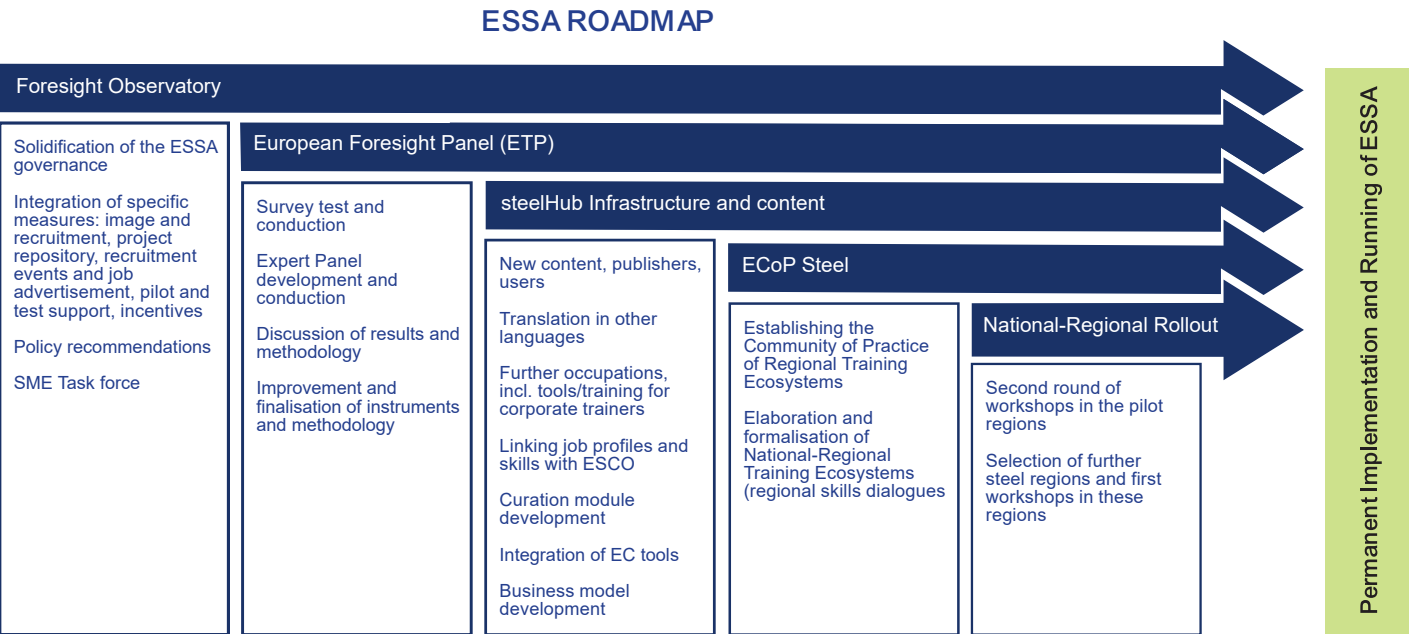 ESSA ROADMAP
Foresight Observatory
Solidification of the ESSA
governance
Integration of specific
measures: image and
recruitment, project
repository, recruitment
events and job
advertisement, pilot and
test support, incentives
Policy recommendations
SME Task force
European Foresight Panel (ETP)
Survey test and
conduction
Expert Panel
development and
conduction
Discussion of results and
methodology
Improvement and
finalisation of instruments
and methodology
steelHub Infrastructure and content
New content, publishers,
users
Translation in other
languages
Further occupations,
incl. tools/training for
corporate trainers
Linking job profiles and
skills with ESCO
Curation module
development
Integration of EC tools
Business model
development
ECoP Steel
Establishing the
Community of Practice
of Regional Training
Ecosystems
Elaboration and
formalisation of
National-Regional
Training Ecosystems
(regional skills dialogues
National-Regional Rollout
Second round of
workshops in the pilot
regions
Selection of further
steel regions and first
workshops in these
regions
Permanent Implementation and Running of ESSA